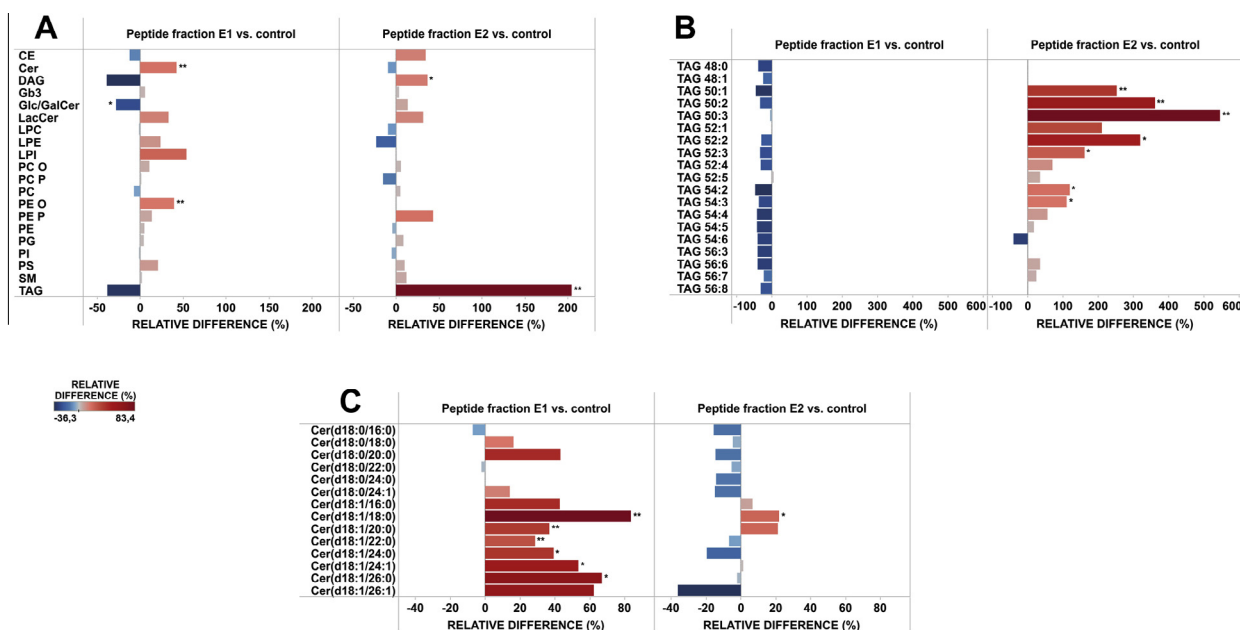 A
Peptide fraction E1 vs. control
Peptide fraction E2 vs. control
CE
Cer
**
DAG
*
Gb3
Glc/GalCer
*
LacCer
LPC
LPE
LPI
PC O
PC P
PC
PE O
**
PE P
PE
PG
PI
PS
SM
TAG
**
-50 0 50 100 150 200
-50 0 50 100 150 200
RELATIVE DIFFERENCE (%)
RELATIVE DIFFERENCE (%)
B
Peptide fraction E1 vs. control
Peptide fraction E2 vs. control
TAG 48:0
TAG 48:1
TAG 50:1
**
TAG 50:2
**
TAG 50:3
**
TAG 52:1
TAG 52:2
*
TAG 52:3
*
TAG 52:4
TAG 52:5
TAG 54:2
*
TAG 54:3
*
TAG 54:4
TAG 54:5
TAG 54:6
TAG 56:3
TAG 56:6
TAG 56:7
TAG 56:8
-100 0 100 200 300 400 500 600
-100 0 100 200 300 400 500 600
RELATIVE DIFFERENCE (%)
RELATIVE DIFFERENCE (%)
RELATIVE
DIFFERENCE (%)
-36,3 83,4
C
Peptide fraction E1 vs. control
Peptide fraction E2 vs. control
Cer(d18:0/16:0)
Cer(d18:0/18:0)
Cer(d18:0/20:0)
Cer(d18:0/22:0)
Cer(d18:0/24:0)
Cer(d18:0/24:1)
Cer(d18:1/16:0)
Cer(d18:1/18:0)
**
*
Cer(d18:1/20:0)
**
Cer(d18:1/22:0)
**
Cer(d18:1/24:0)
*
Cer(d18:1/24:1)
*
Cer(d18:1/26:0)
*
Cer(d18:1/26:1)
-40 -20 0 20 40 60 80
-40 -20 0 20 40 60 80
RELATIVE DIFFERENCE (%)
RELATIVE DIFFERENCE (%)